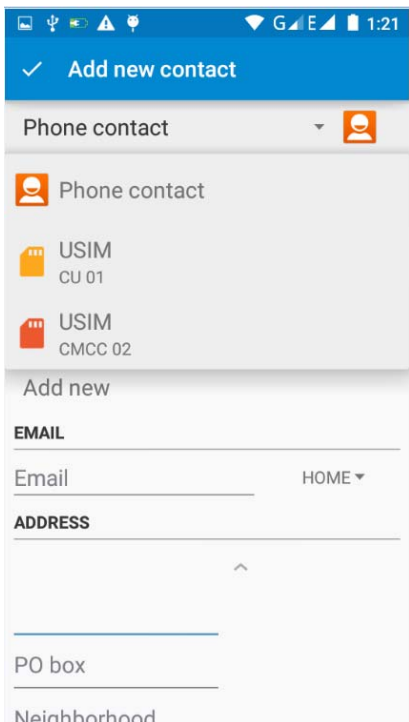 G E 1:21
Add new contact
Phone contact
Phone contact
USIM
CU 01
USIM
CMCC 02
Add new
EMAIL
Email HOME
ADDRESS
PO box
Neighborhood